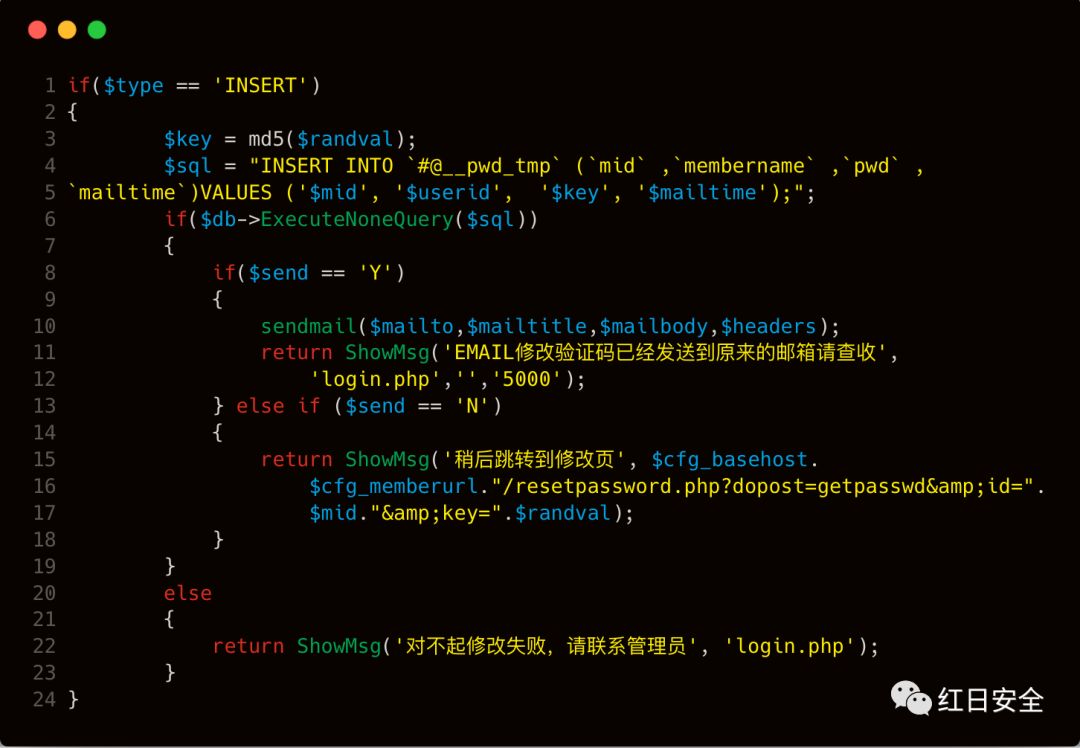 1 if($type == 'INSERT')
2 {
3         $key = md5($randval);
4         $sql = "INSERT INTO `#@__pwd_tmp` (`mid` ,`membername` ,`pwd` ,
5 `mailtime`)VALUES ('$mid', '$userid',  '$key', '$mailtime');";
6         if($db->ExecuteNoneQuery($sql))
7         {
8             if($send == 'Y')
9             {
10                 sendmail($mailto,$mailtitle,$mailbody,$headers);
11                 return ShowMsg('EMAIL修改验证码已经发送到原来的邮箱请查收',
12                     'login.php','','5000');
13             } else if ($send == 'N')
14             {
15                 return ShowMsg('稍后跳转到修改页', $cfg_basehost.
16                     $cfg_memberurl."/resetpassword.php?dopost=getpasswd&amp;id=".
17                     $mid."&amp;key=".$randval);
18             }
19         }
20         else
21         {
22             return ShowMsg('对不起修改失败，请联系管理员', 'login.php');
23         }
24 }
红日安全